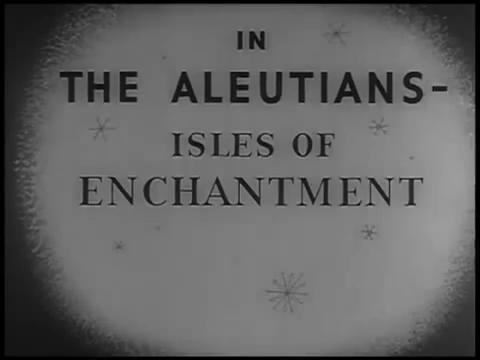 IN
THE ALEUTIANS-
ISLES OF
ENCHANTMENT